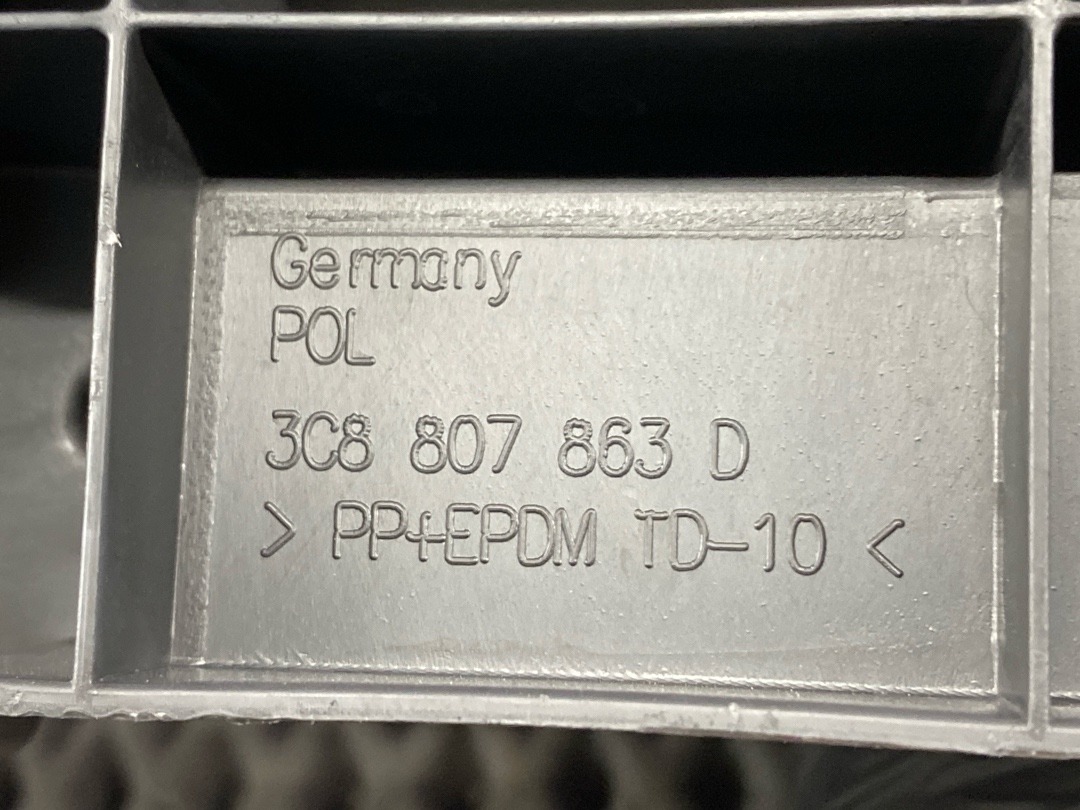 Germany
POL
3C8 807 863 D
> PP+EPDM TD-10 <